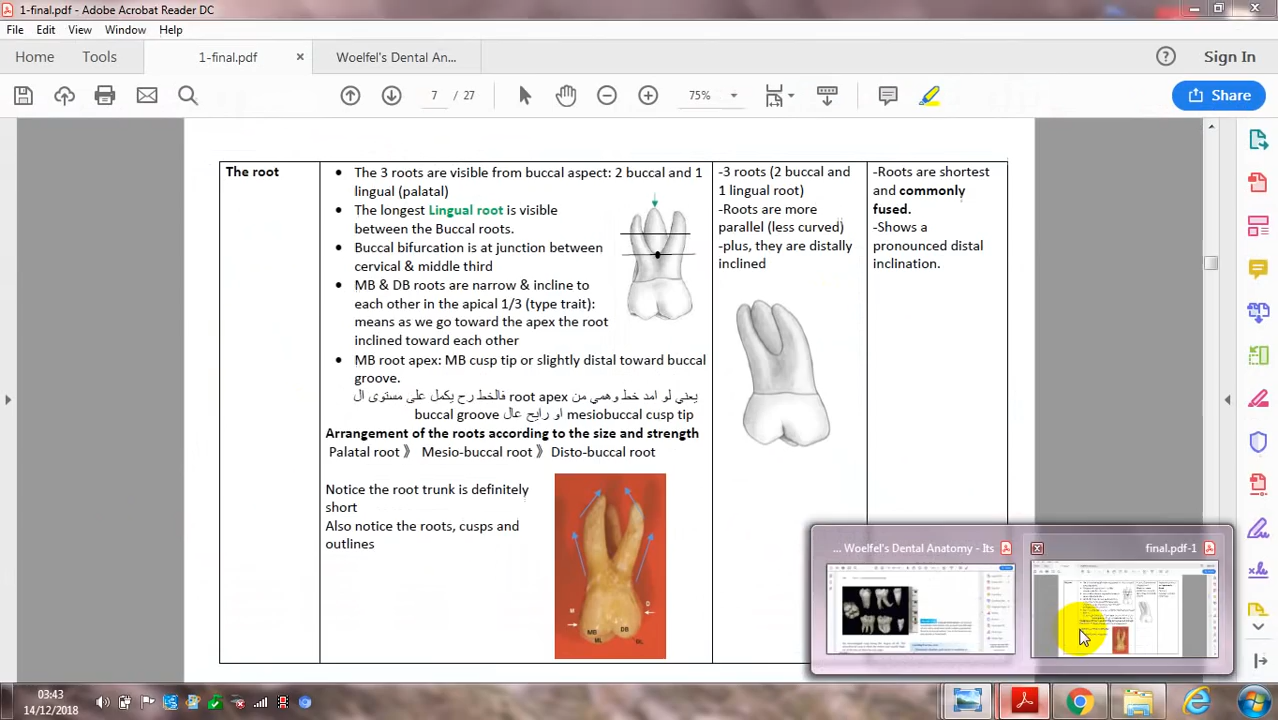 1-final.pdf - Adobe Acrobat Reader DC
File Edit View Window Help
Home Tools 1-final.pdf × Woelfel's Dental An... Sign In
7 / 27 75% Share
The root
• The 3 roots are visible from buccal aspect: 2 buccal and 1
lingual (palatal)
• The longest Lingual root is visible
between the Buccal roots.
• Buccal bifurcation is at junction between
cervical & middle third
• MB & DB roots are narrow & incline to
each other in the apical 1/3 (type trait):
means as we go toward the apex the root
inclined toward each other
• MB root apex: MB cusp tip or slightly distal toward buccal
groove.
يعني لو امد خط وهمي من root apex فالخط رح يكمل على مستوى ال
mesiobuccal cusp tip او رايح عال buccal groove
Arrangement of the roots according to the size and strength
Palatal root 》 Mesio-buccal root 》 Disto-buccal root
Notice the root trunk is definitely
short
Also notice the roots, cusps and
outlines
M D
MB DB
ML
-3 roots (2 buccal and
1 lingual root)
-Roots are more
parallel (less curved)
-plus, they are distally
inclined
-Roots are shortest
and commonly
fused.
-Shows a
pronounced distal
inclination.
... Woelfel's Dental Anatomy - Its
final.pdf-1
03:43
14/12/2018